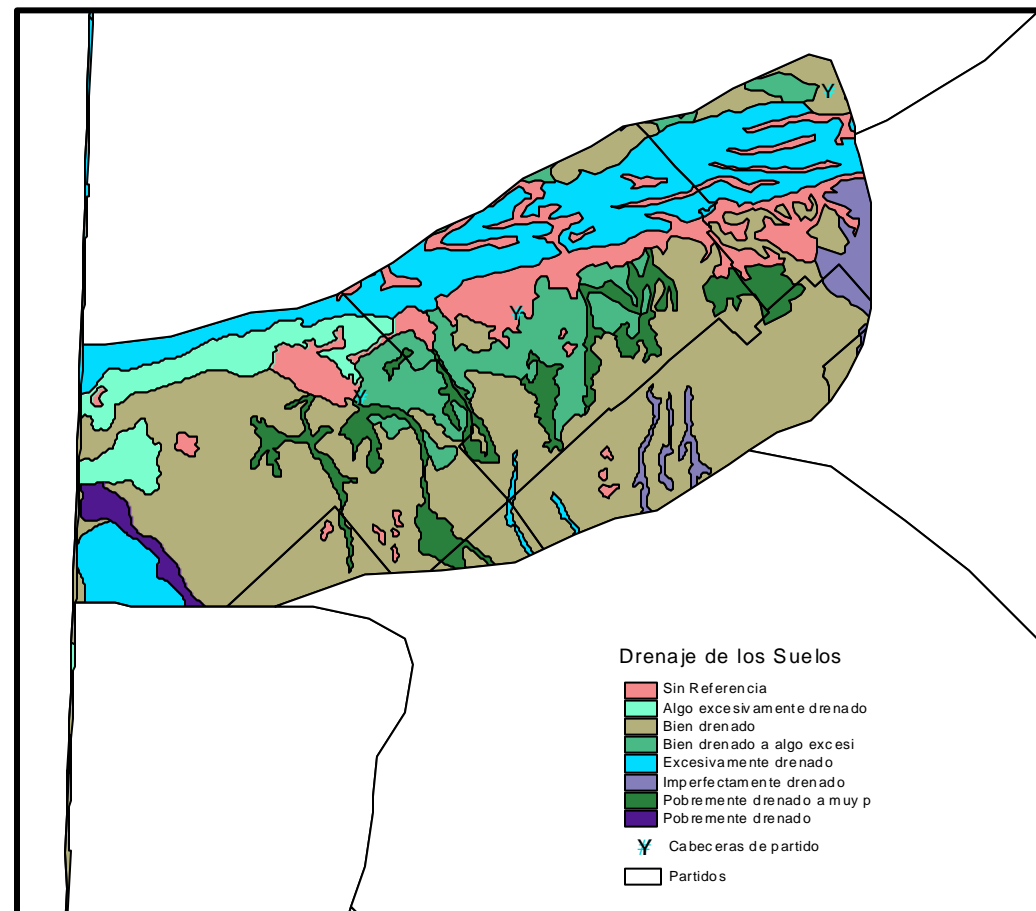 Drenaje de los Suelos
Sin Referencia
Algo excesivamente drenado
Bien drenado
Bien drenado a algo excesi
Excesivamente drenado
Imperfectamente drenado
Pobremente drenado a muy p
Pobremente drenado
Cabeceras de partido
Partidos